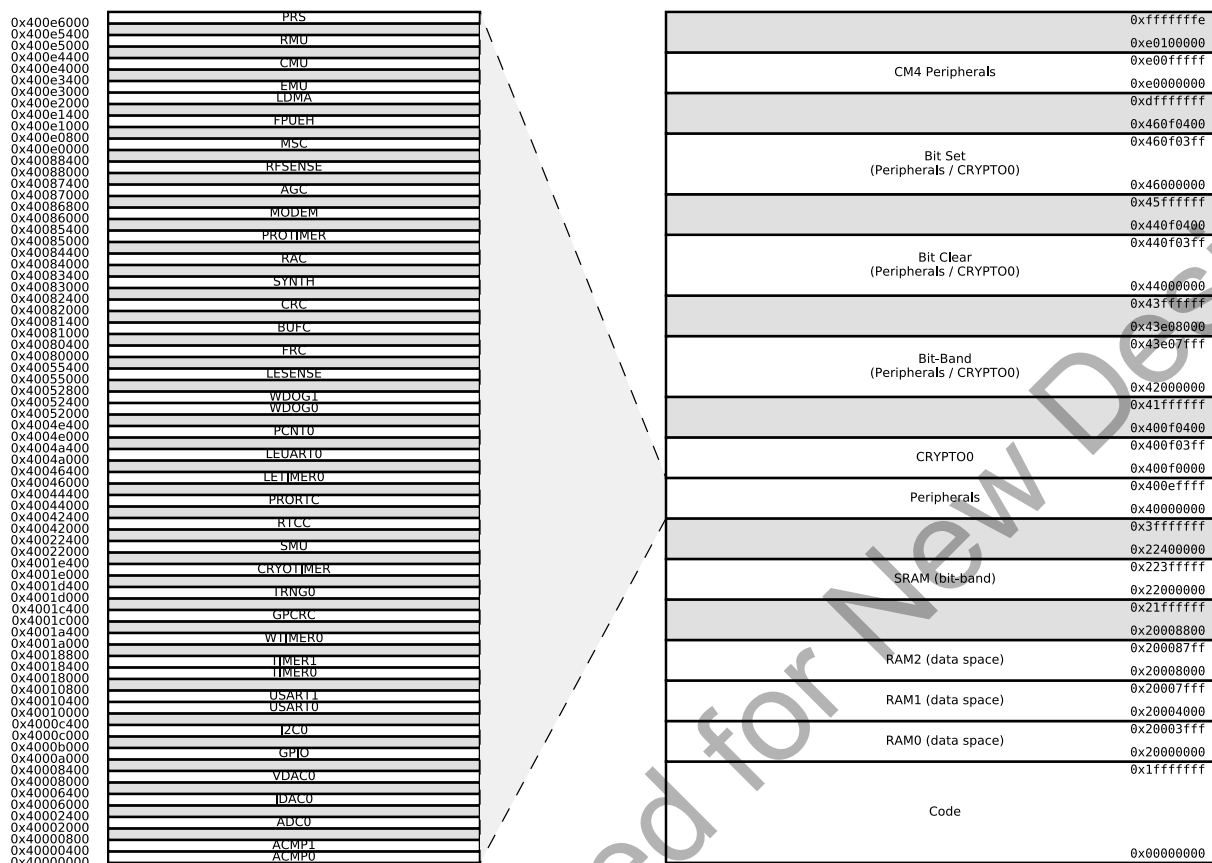 PRS
0x400e6000
0x400e5400
RMU
0x400e5000
0x400e4400
CMU
0x400e4000
0x400e3400
EMU
0x400e3000
LDMA
0x400e2000
0x400e1400
FPUEH
0x400e1000
0x400e0800
MSC
0x400e0000
0x40088400
RFSENSE
0x40088000
0x40087400
AGC
0x40087000
0x40086800
MODEM
0x40086000
0x40085400
PROTIMER
0x40085000
0x40084400
RAC
0x40084000
0x40083400
SYNTH
0x40083000
0x40082400
CRC
0x40082000
0x40081400
BUFC
0x40081000
0x40080400
FRC
0x40080000
0x40055400
LESENSE
0x40055000
0x40052800
WDOG1
0x40052400
WDOG0
0x40052000
0x4004e400
PCNT0
0x4004e000
0x4004a400
LEUART0
0x4004a000
0x40046400
LETIMER0
0x40046000
0x40044400
PRORTC
0x40044000
0x40042400
RTCC
0x40042000
0x40022400
SMU
0x40022000
0x4001e400
CRYOTIMER
0x4001e000
0x4001d400
TRNG0
0x4001d000
0x4001c400
GPCRC
0x4001c000
0x4001a400
WTIMER0
0x4001a000
0x40018800
TIMER1
0x40018400
TIMER0
0x40018000
0x40010800
USART1
0x40010400
USART0
0x40010000
0x4000c400
I2C0
0x4000c000
0x4000b000
GPIO
0x4000a000
0x40008400
VDAC0
0x40008000
0x40006400
IDAC0
0x40006000
0x40002400
ADC0
0x40002000
0x40000800
ACMP1
0x40000400
ACMP0
0x40000000
0xfffffffe
0xe0100000
0xe00fffff
CM4 Peripherals
0xe0000000
0xdfffffff
0x460f0400
0x460f03ff
Bit Set
(Peripherals / CRYPTO0)
0x46000000
0x45ffffff
0x440f0400
0x440f03ff
Bit Clear
(Peripherals / CRYPTO0)
0x44000000
0x43ffffff
0x43e08000
0x43e07fff
Bit-Band
(Peripherals / CRYPTO0)
0x42000000
0x41ffffff
0x400f0400
0x400f03ff
CRYPTO0
0x400f0000
0x400effff
Peripherals
0x40000000
0x3fffffff
0x22400000
0x223fffff
SRAM (bit-band)
0x22000000
0x21ffffff
0x20008800
0x200087ff
RAM2 (data space)
0x20008000
0x20007fff
RAM1 (data space)
0x20004000
0x20003fff
RAM0 (data space)
0x20000000
0x1fffffff
Code
0x00000000
ed for New Des